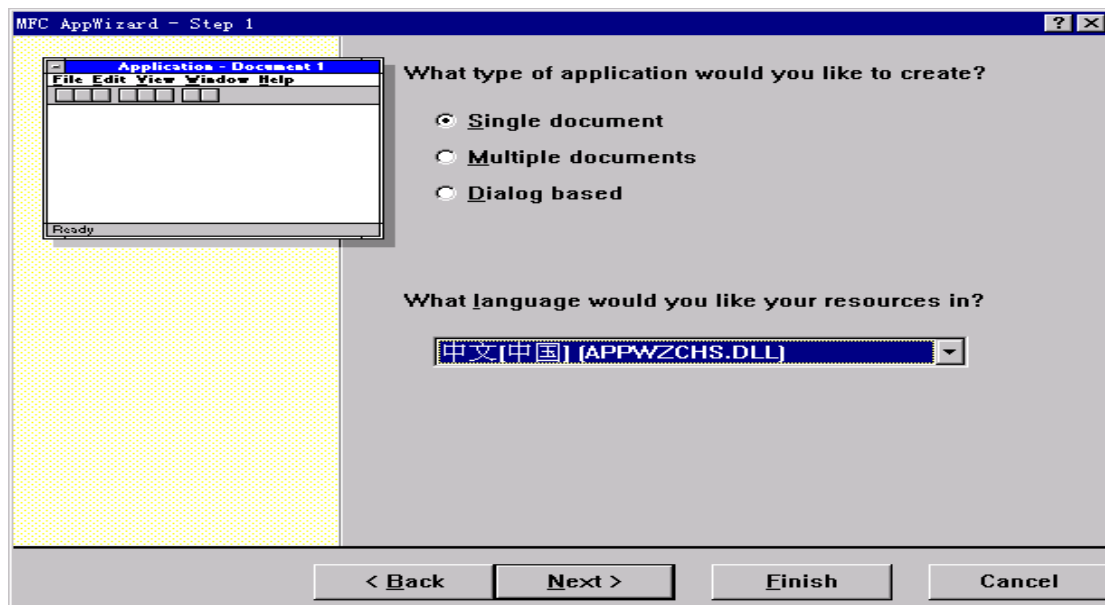 MFC AppWizard - Step 1
Application - Document 1
File Edit View Window Help
Ready
What type of application would you like to create?
Single document
Multiple documents
Dialog based
What language would you like your resources in?
中文[中国] (APPWZCHS.DLL)
< Back Next > Finish Cancel